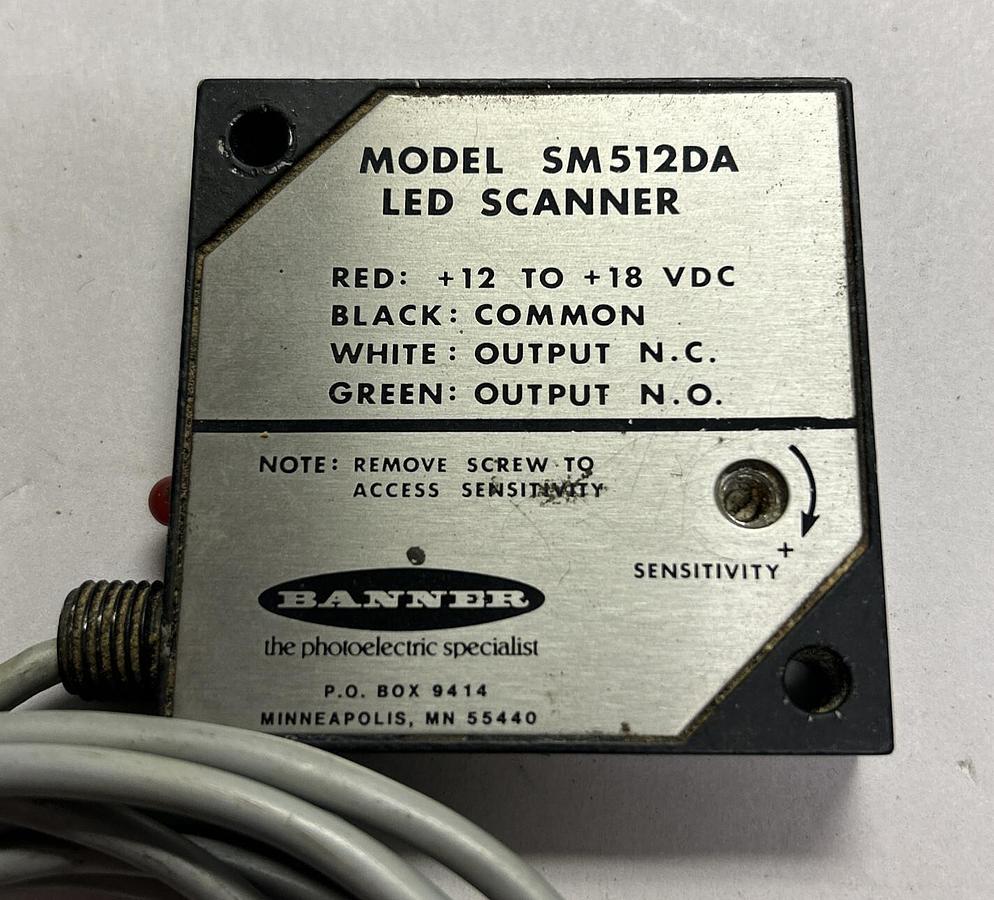 MODEL SM512DA
LED SCANNER
RED: +12 TO +18 VDC
BLACK: COMMON
WHITE: OUTPUT N.C.
GREEN: OUTPUT N.O.
NOTE: REMOVE SCREW TO
ACCESS SENSITIVITY
+
SENSITIVITY
BANNER
the photoelectric specialist
P.O. BOX 9414
MINNEAPOLIS, MN 55440